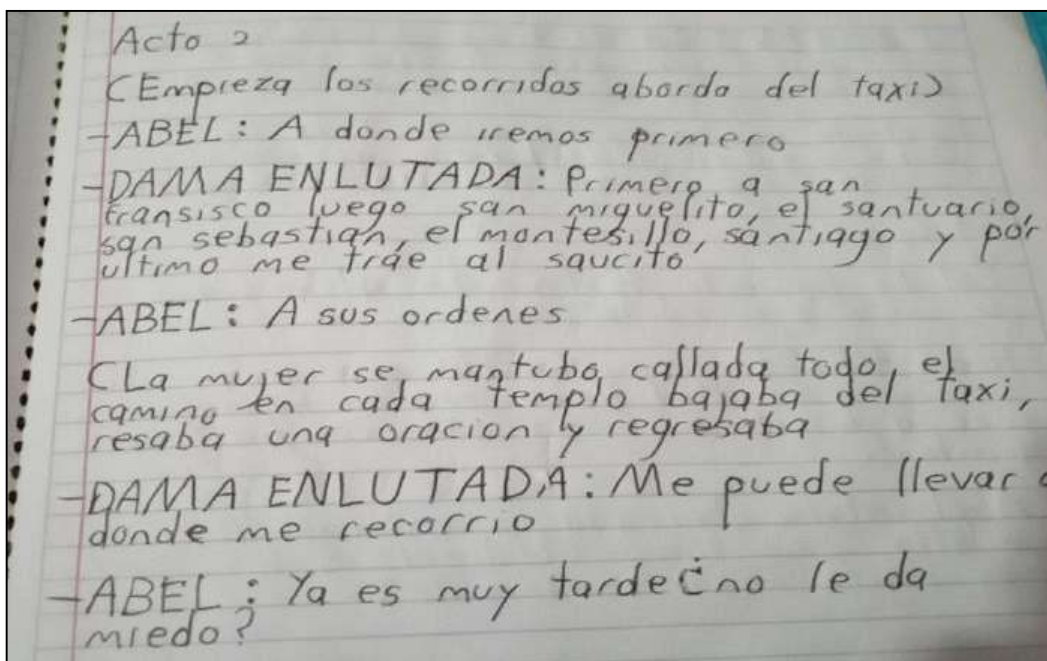 Acto 2
(Empieza los recorridos abordo del taxi)
-ABEL: A donde iremos primero
-DAMA ENLUTADA: Primero a san
fransisco luego san miguelito, el santuario,
san sebastian, el montesillo, santiago y por
ultimo me trae al saucito
-ABEL: A sus ordenes
(La mujer se mantubo callada todo el
camino en cada templo bajaba del taxi,
resaba una oracion y regresaba
-DAMA ENLUTADA: Me puede llevar a
donde me recorrio
-ABEL: Ya es muy tarde ¿no le da
miedo?